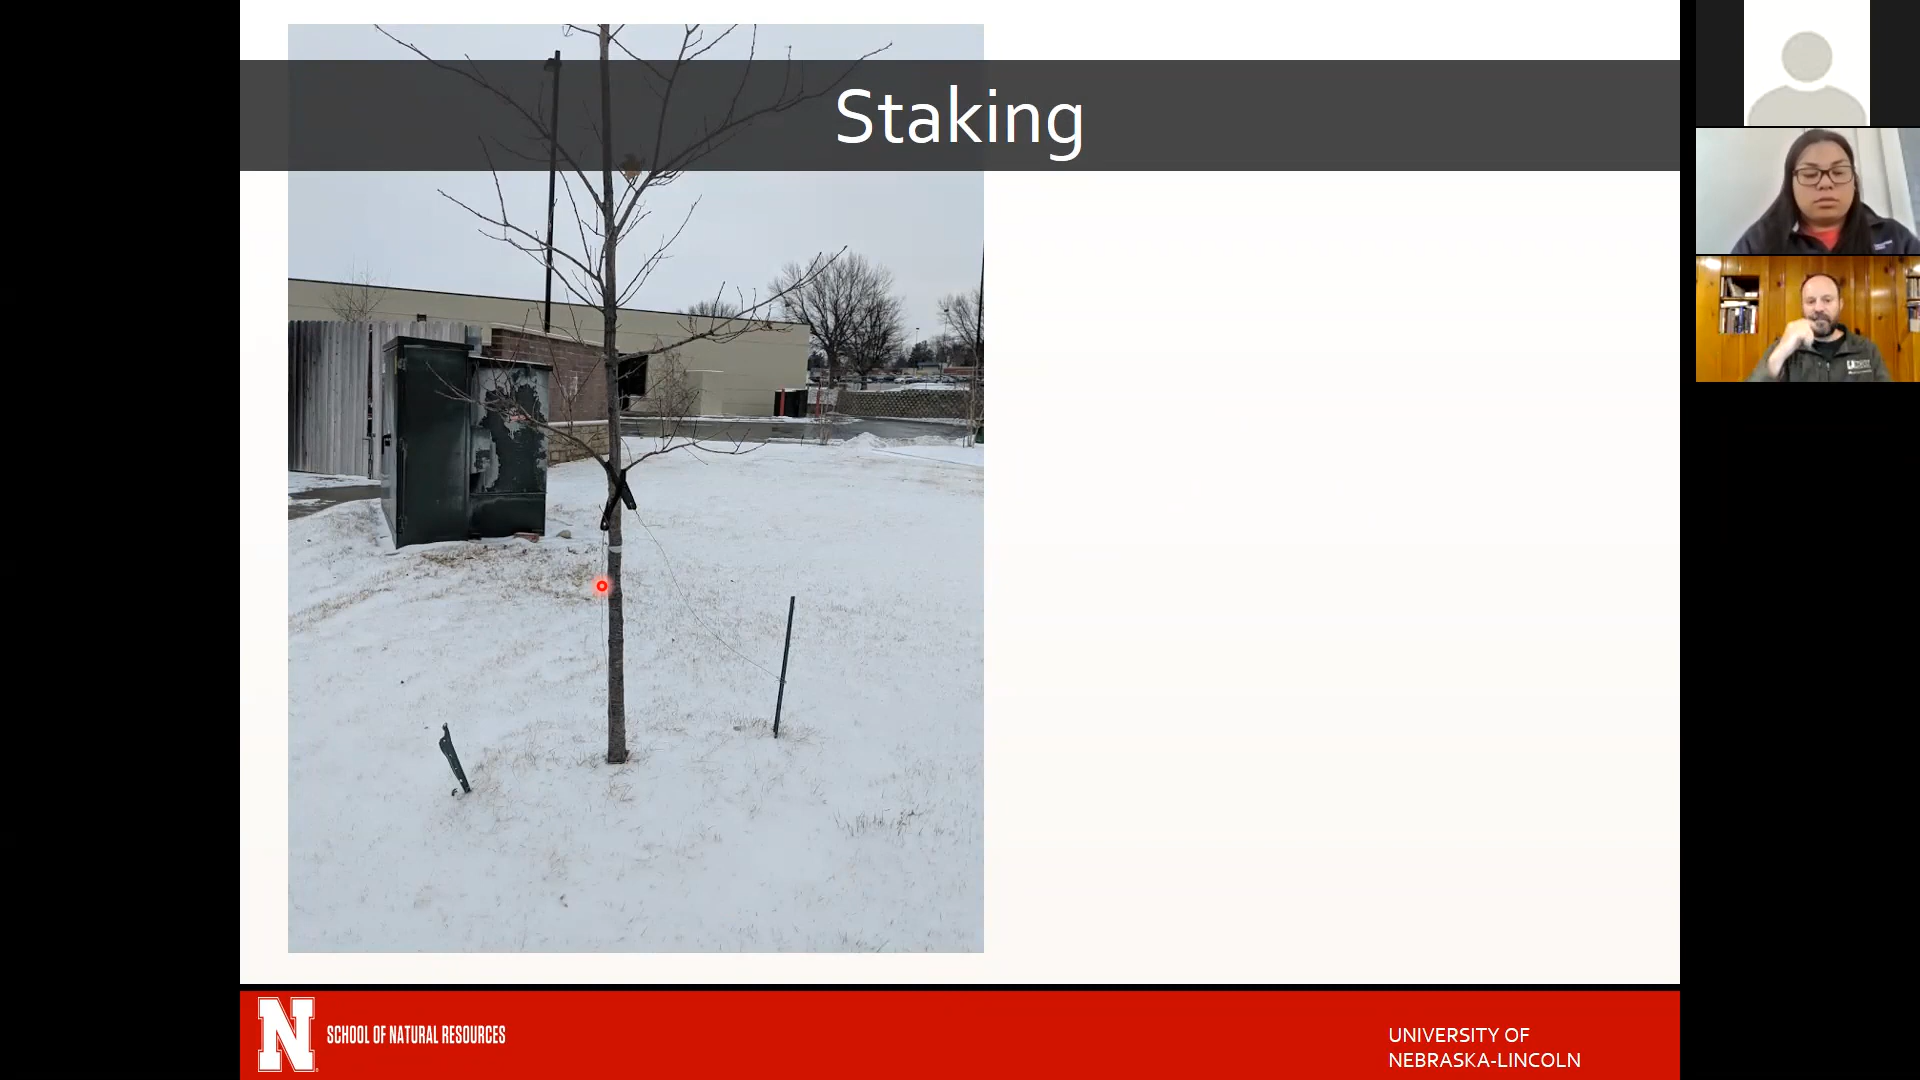 Staking
N
SCHOOL OF NATURAL RESOURCES
UNIVERSITY OF
NEBRASKA-LINCOLN